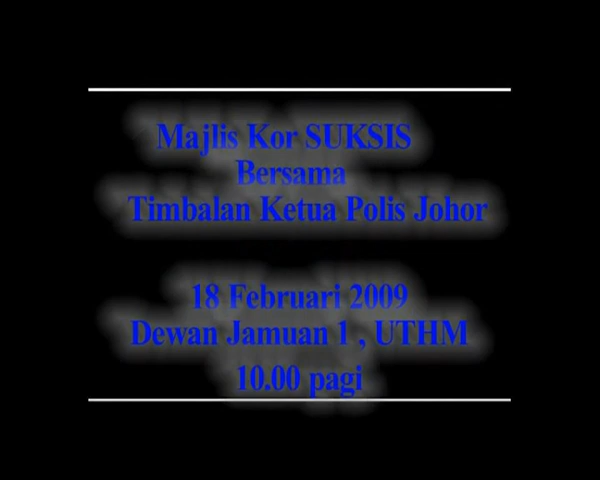 Majlis Kor SUKSIS
Bersama
Timbalan Ketua Polis Johor
18 Februari 2009
Dewan Jamuan 1 , UTHM
10.00 pagi